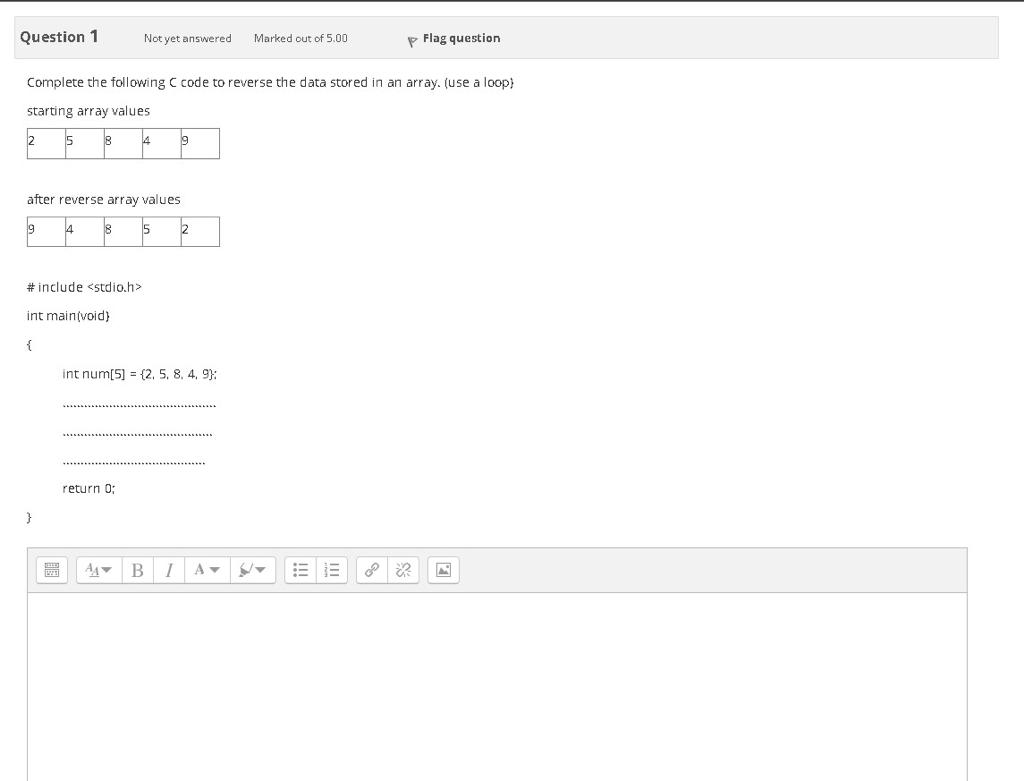 Question 1 Not yet answered Marked out of 5.00 Flag question
Complete the following C code to reverse the data stored in an array. (use a loop}
starting array values
2 5 8 4 9
after reverse array values
9 4 8 5 2
# include <stdio.h>
int main(void}
{
int num[5] = {2, 5, 8, 4, 9};
...........................................
..........................................
........................................
return 0;
}